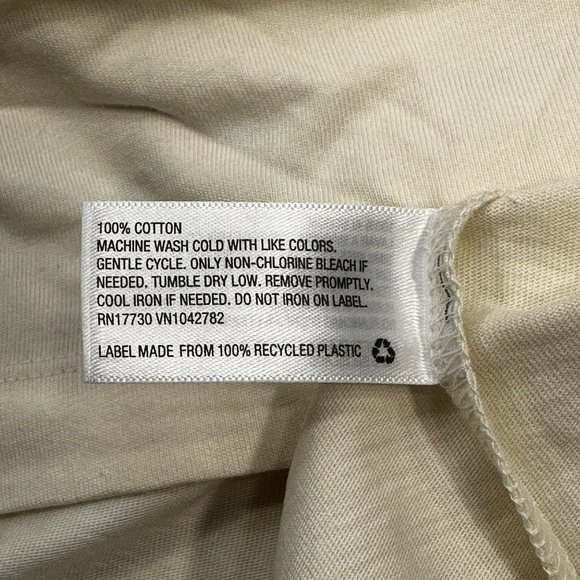 100% COTTON
MACHINE WASH COLD WITH LIKE COLORS.
GENTLE CYCLE. ONLY NON-CHLORINE BLEACH IF
NEEDED. TUMBLE DRY LOW. REMOVE PROMPTLY.
COOL IRON IF NEEDED. DO NOT IRON ON LABEL.
RN17730 VN1042782
LABEL MADE FROM 100% RECYCLED PLASTIC